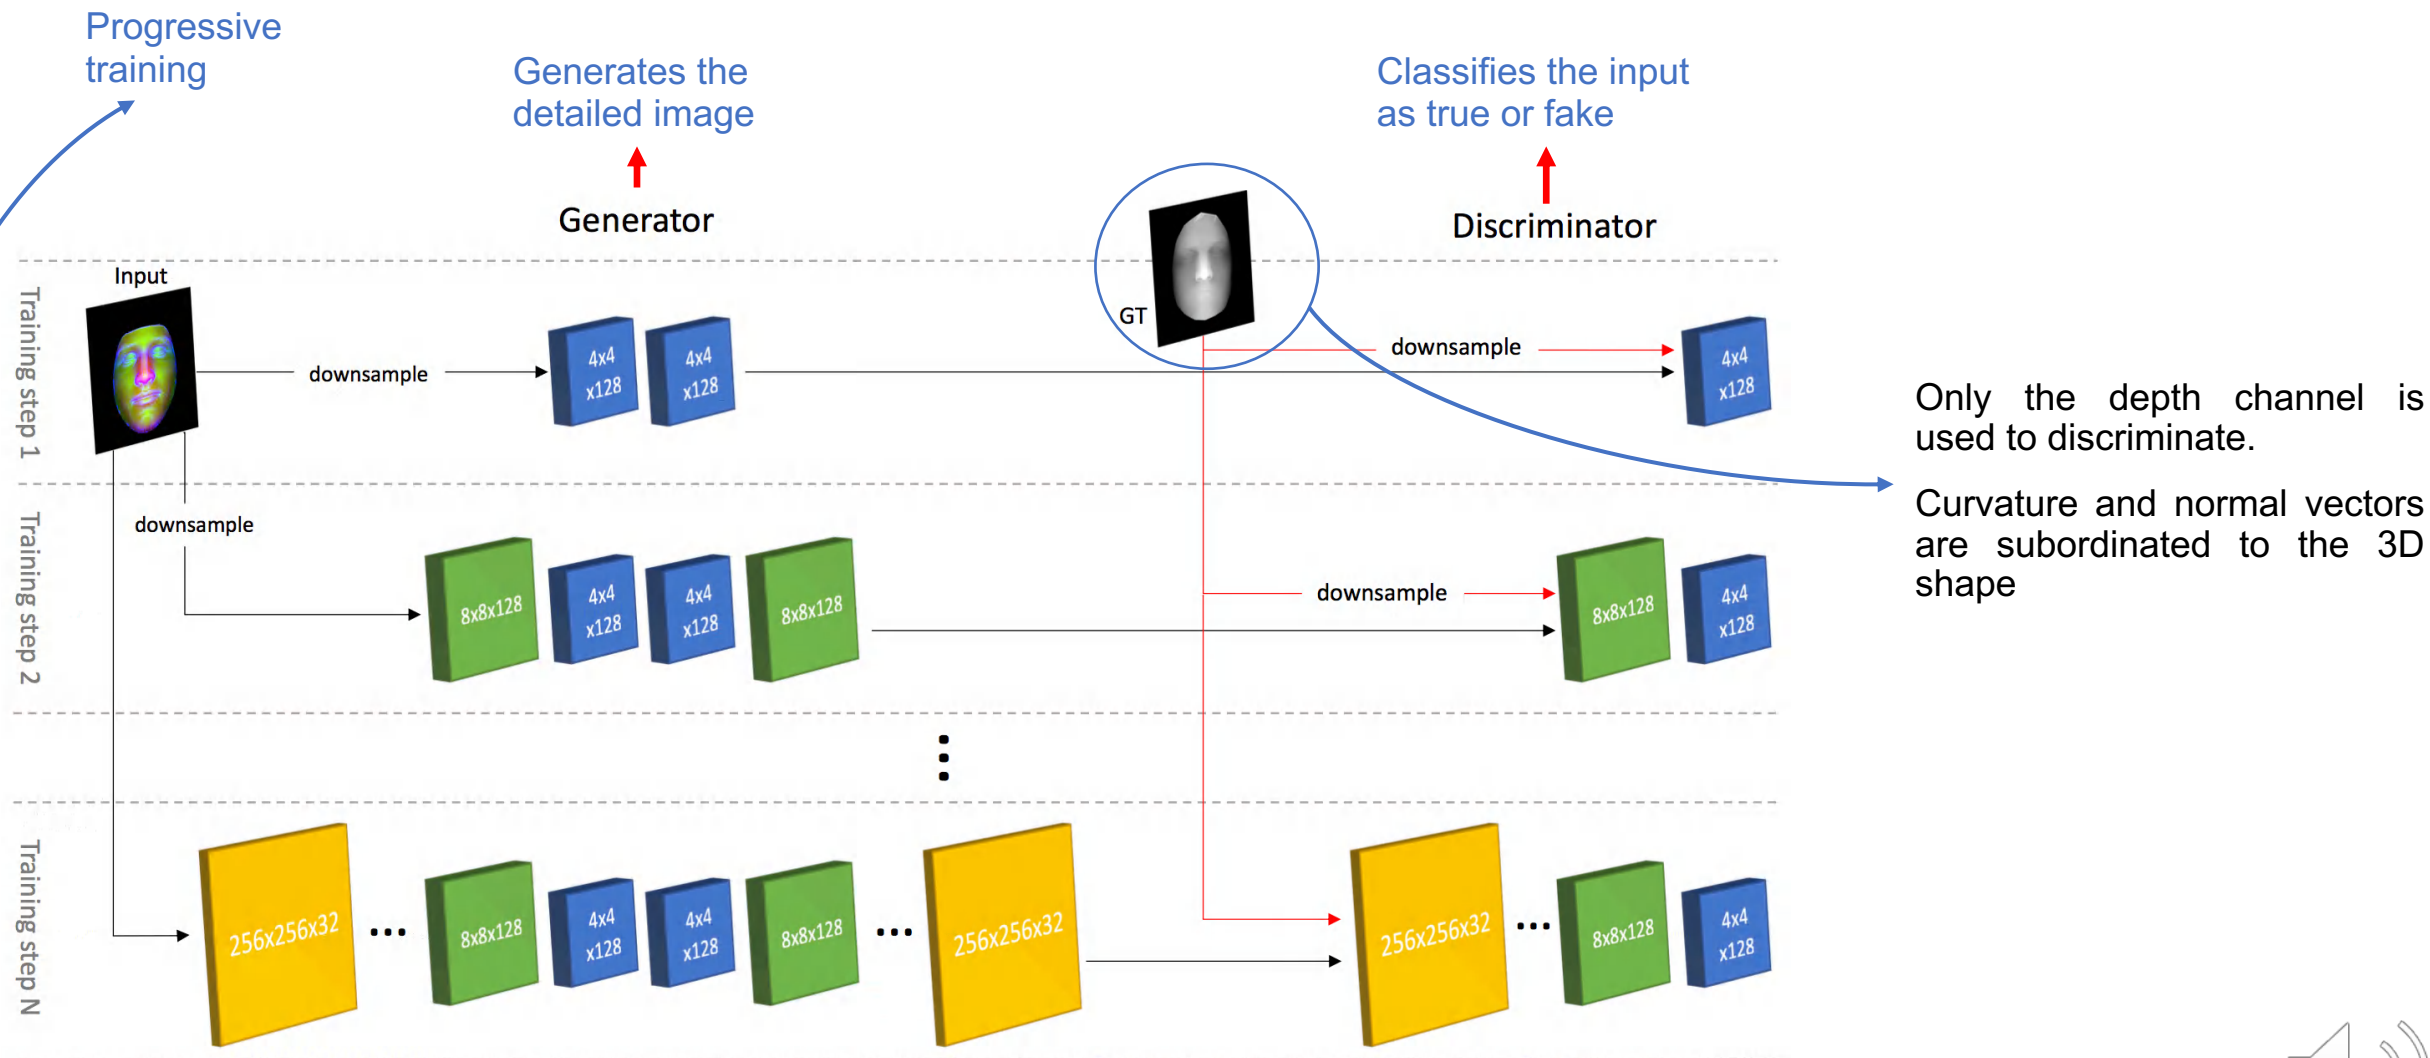 Progressive
training
Generates the
detailed image
Classifies the input
as true or fake
Generator
Discriminator
Training step 1
Input
downsample
4x4
x128
4x4
x128
GT
downsample
4x4
x128
Only the depth channel is
used to discriminate.
Curvature and normal vectors
are subordinated to the 3D
shape
Training step 2
downsample
8x8x128
4x4
x128
4x4
x128
8x8x128
downsample
8x8x128
4x4
x128
Training step N
256x256x32
...
8x8x128
4x4
x128
4x4
x128
8x8x128
...
256x256x32
256x256x32
...
8x8x128
4x4
x128